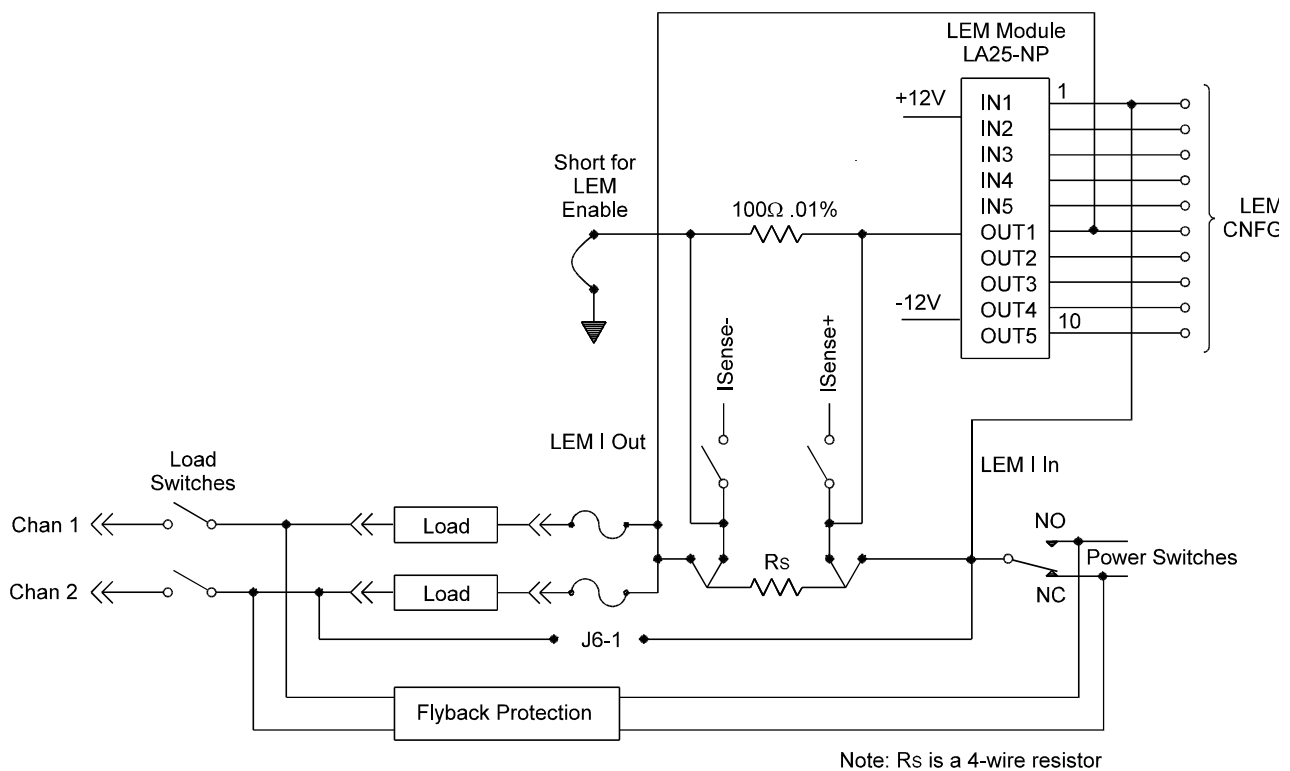 LEM Module
LA25-NP
+12V
IN1
1
IN2
IN3
IN4
IN5
OUT1
OUT2
OUT3
OUT4
OUT5
10
-12V
LEM
CNFG
Short for
LEM
Enable
100Ω .01%
ISense-
ISense+
LEM I Out
LEM I In
Load
Switches
Chan 1
Load
NO
Power Switches
NC
Rs
Chan 2
Load
J6-1
Flyback Protection
Note: Rs is a 4-wire resistor